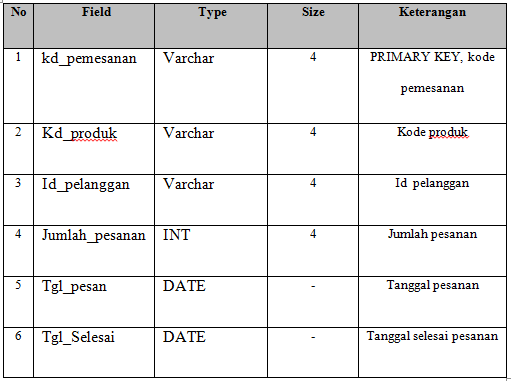 No Field Type Size Keterangan
1 kd_pemesanan Varchar 4 PRIMARY KEY, kode
pemesanan
2 Kd_produk Varchar 4 Kode produk
3 Id_pelanggan Varchar 4 Id pelanggan
4 Jumlah_pesanan INT 4 Jumlah pesanan
5 Tgl_pesan DATE - Tanggal pesanan
6 Tgl_Selesai DATE - Tanggal selesai pesanan